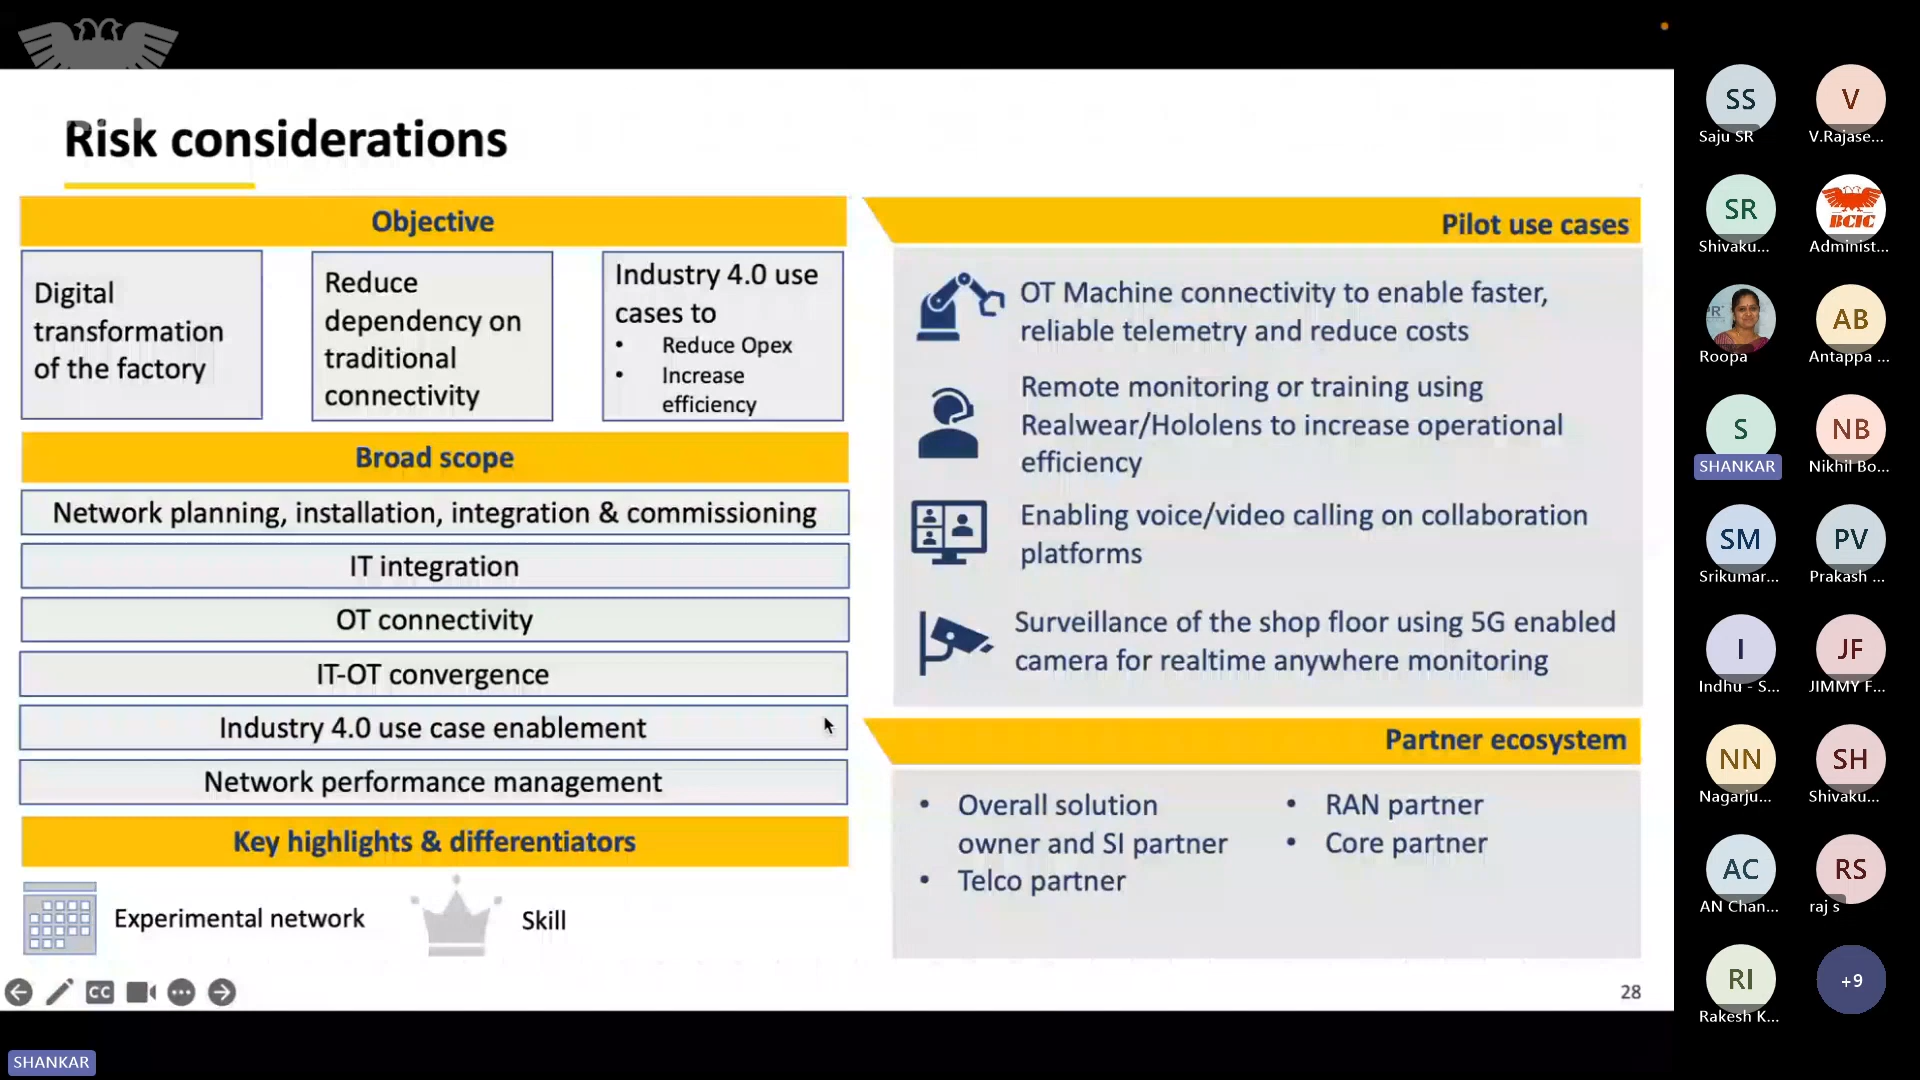 Risk considerations
Objective
Digital
transformation
of the factory
Reduce
dependency on
traditional
connectivity
Industry 4.0 use
cases to
• Reduce Opex
• Increase
efficiency
Broad scope
Network planning, installation, integration & commissioning
IT integration
OT connectivity
IT-OT convergence
Industry 4.0 use case enablement
Network performance management
Key highlights & differentiators
Experimental network
Skill
Pilot use cases
OT Machine connectivity to enable faster,
reliable telemetry and reduce costs
Remote monitoring or training using
Realwear/Hololens to increase operational
efficiency
Enabling voice/video calling on collaboration
platforms
Surveillance of the shop floor using 5G enabled
camera for realtime anywhere monitoring
Partner ecosystem
• Overall solution
owner and SI partner
• Telco partner
• RAN partner
• Core partner
CC
28
SHANKAR
SS
Saju SR
V
V.Rajase...
SR
Shivaku...
BCIC
Administ...
Roopa
AB
Antappa ...
S
SHANKAR
NB
Nikhil Bo...
SM
Srikumar...
PV
Prakash ...
I
Indhu - S...
JF
JIMMY F...
NN
Nagarju...
SH
Shivaku...
AC
AN Chan...
RS
raj s
RI
Rakesh K...
+9